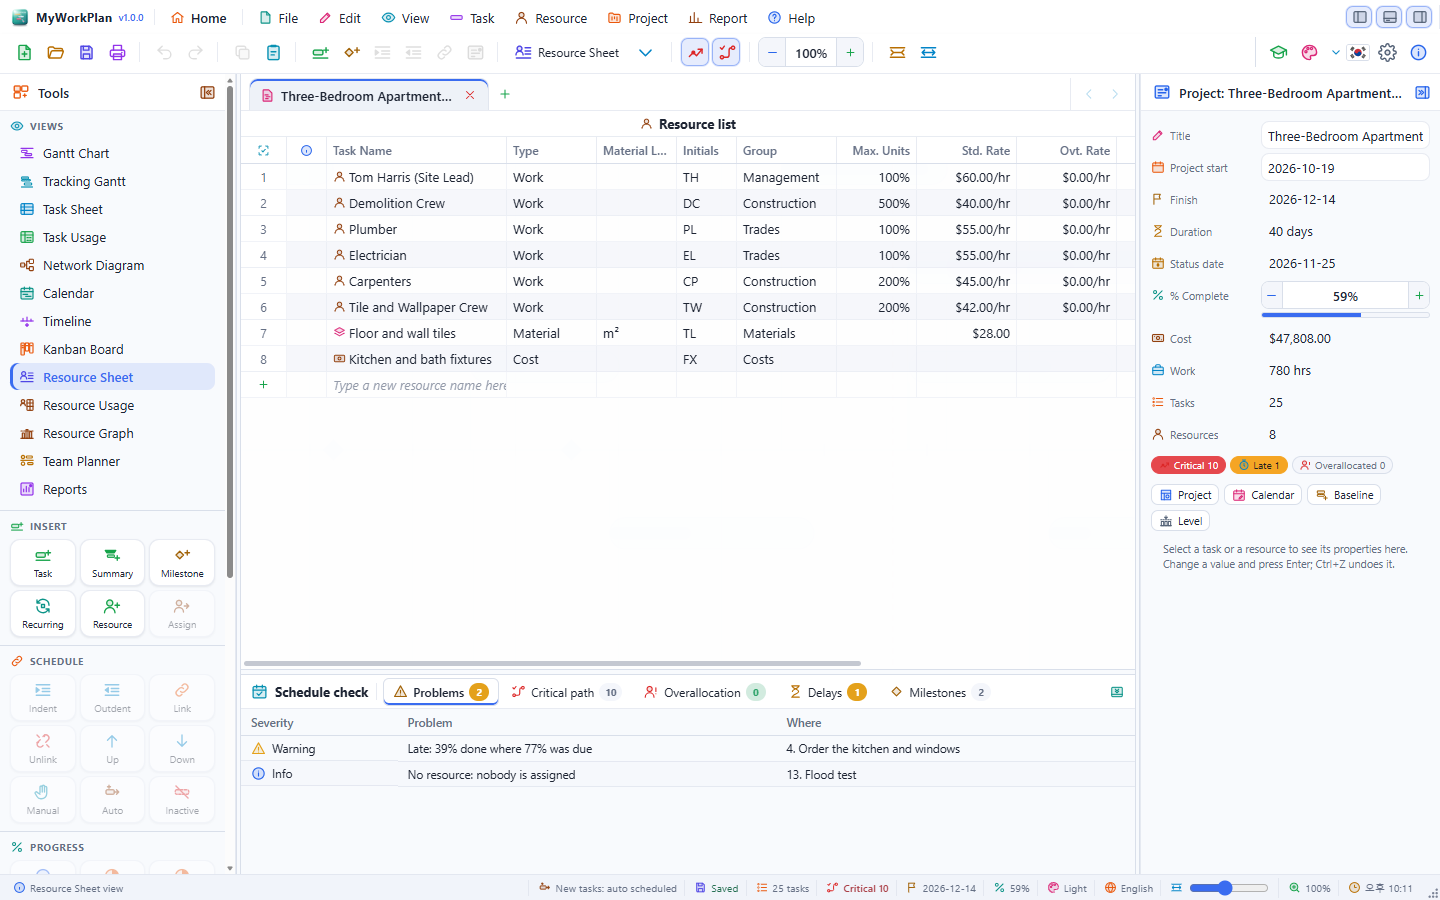 MyWorkPlan v1.0.0 Home File Edit View Task Resource Project Report Help
Resource Sheet 100%
Tools
VIEWS
Gantt Chart
Tracking Gantt
Task Sheet
Task Usage
Network Diagram
Calendar
Timeline
Kanban Board
Resource Sheet
Resource Usage
Resource Graph
Team Planner
Reports
INSERT
Task Summary Milestone
Recurring Resource Assign
SCHEDULE
Indent Outdent Link
Unlink Up Down
Manual Auto Inactive
PROGRESS
Three-Bedroom Apartment...
Resource list
Task Name Type Material L... Initials Group Max. Units Std. Rate Ovt. Rate
1 Tom Harris (Site Lead) Work TH Management 100% $60.00/hr $0.00/hr
2 Demolition Crew Work DC Construction 500% $40.00/hr $0.00/hr
3 Plumber Work PL Trades 100% $55.00/hr $0.00/hr
4 Electrician Work EL Trades 100% $55.00/hr $0.00/hr
5 Carpenters Work CP Construction 200% $45.00/hr $0.00/hr
6 Tile and Wallpaper Crew Work TW Construction 200% $42.00/hr $0.00/hr
7 Floor and wall tiles Material m² TL Materials $28.00
8 Kitchen and bath fixtures Cost FX Costs
Type a new resource name here
Schedule check Problems 2 Critical path 10 Overallocation 0 Delays 1 Milestones 2
Severity Problem Where
Warning Late: 39% done where 77% was due 4. Order the kitchen and windows
Info No resource: nobody is assigned 13. Flood test
Project: Three-Bedroom Apartment...
Title Three-Bedroom Apartment
Project start 2026-10-19
Finish 2026-12-14
Duration 40 days
Status date 2026-11-25
% Complete 59%
Cost $47,808.00
Work 780 hrs
Tasks 25
Resources 8
Critical 10 Late 1 Overallocated 0
Project Calendar Baseline
Level
Select a task or a resource to see its properties here.
Change a value and press Enter; Ctrl+Z undoes it.
Resource Sheet view New tasks: auto scheduled Saved 25 tasks Critical 10 2026-12-14 59% Light English 100% 오후 10:11